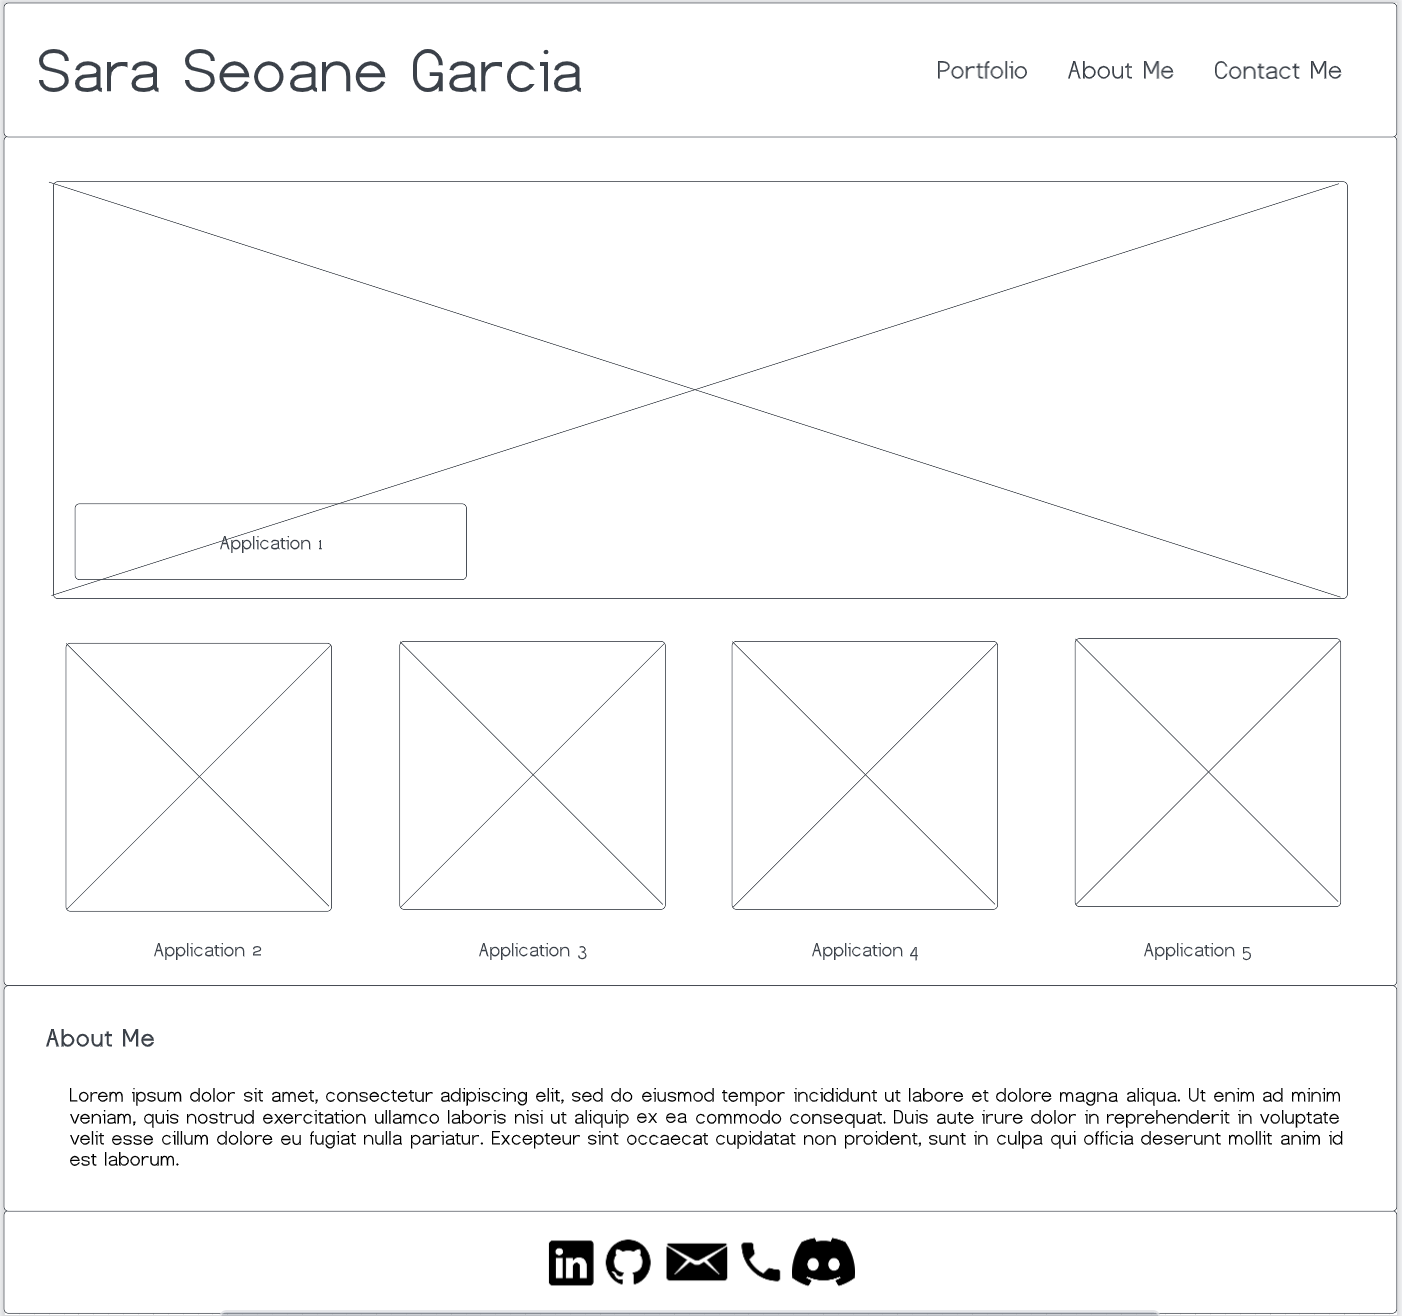 Sara Seoane Garcia
Portfolio About Me Contact Me
Application 1
Application 2
Application 3
Application 4
Application 5
About Me
Lorem ipsum dolor sit amet, consectetur adipiscing elit, sed do eiusmod tempor incididunt ut labore et dolore magna aliqua. Ut enim ad minim
veniam, quis nostrud exercitation ullamco laboris nisi ut aliquip ex ea commodo consequat. Duis aute irure dolor in reprehenderit in voluptate
velit esse cillum dolore eu fugiat nulla pariatur. Excepteur sint occaecat cupidatat non proident, sunt in culpa qui officia deserunt mollit anim id
est laborum.
in